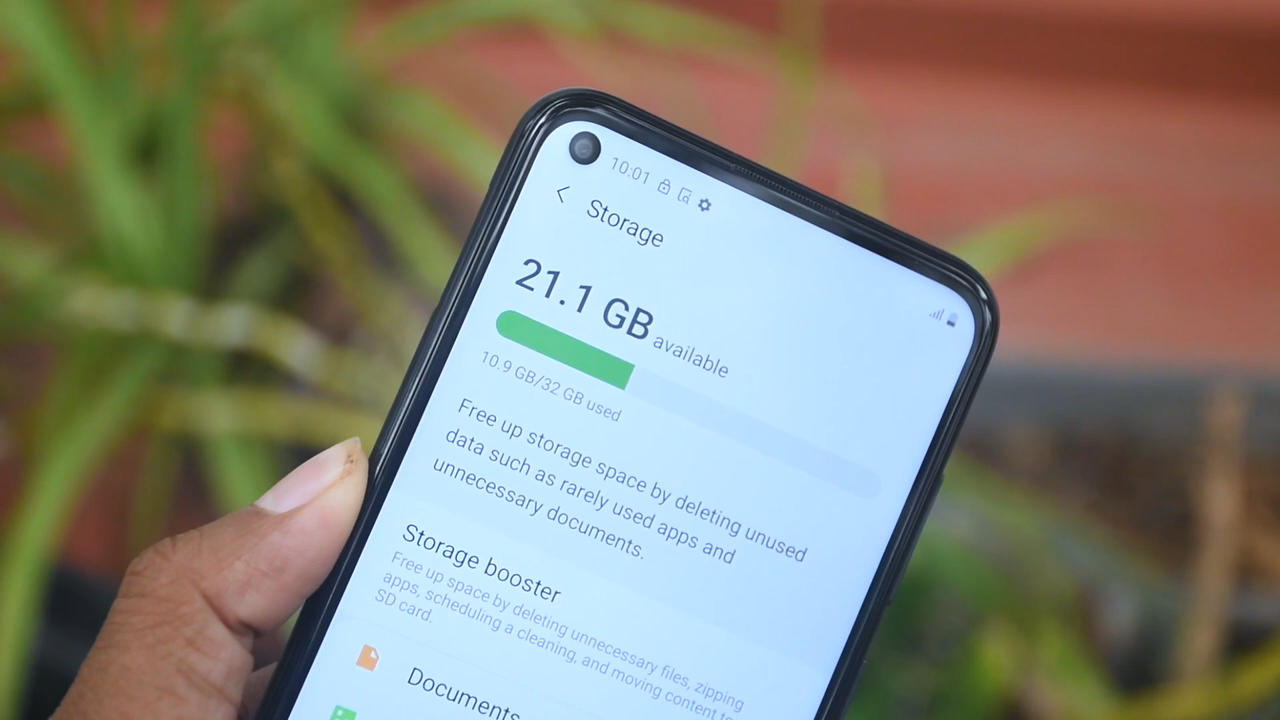 10:01
Storage
21.1 GB available
10.9 GB/32 GB used
Free up storage space by deleting unused
data such as rarely used apps and
unnecessary documents.
Storage booster
Free up space by deleting unnecessary files, zipping
apps, scheduling a cleaning, and moving content to
SD card.
Documents